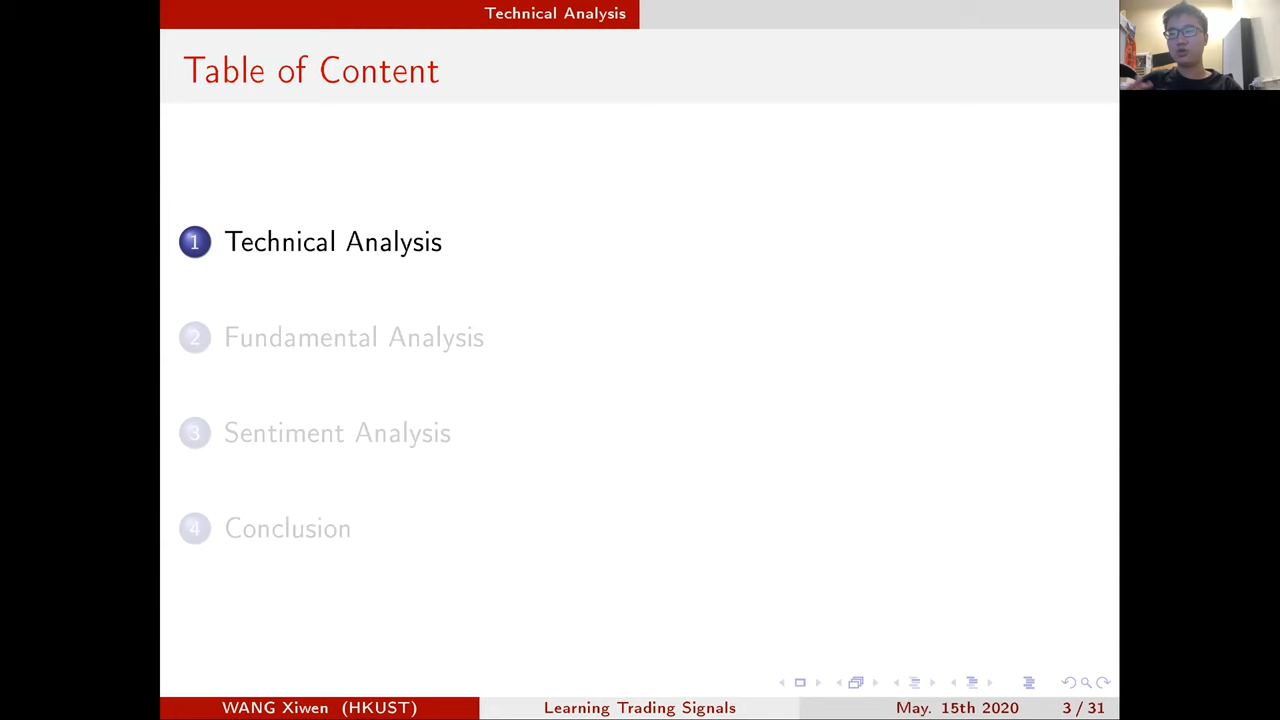 Technical Analysis
Table of Content
1 Technical Analysis
2 Fundamental Analysis
3 Sentiment Analysis
4 Conclusion
WANG Xiwen (HKUST) Learning Trading Signals May. 15th 2020 3 / 31